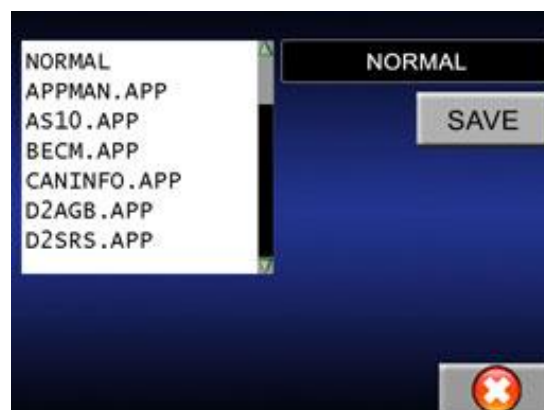 NORMAL
APPMAN.APP
AS10.APP
BECM.APP
CANINFO.APP
D2AGB.APP
D2SRS.APP
NORMAL
SAVE